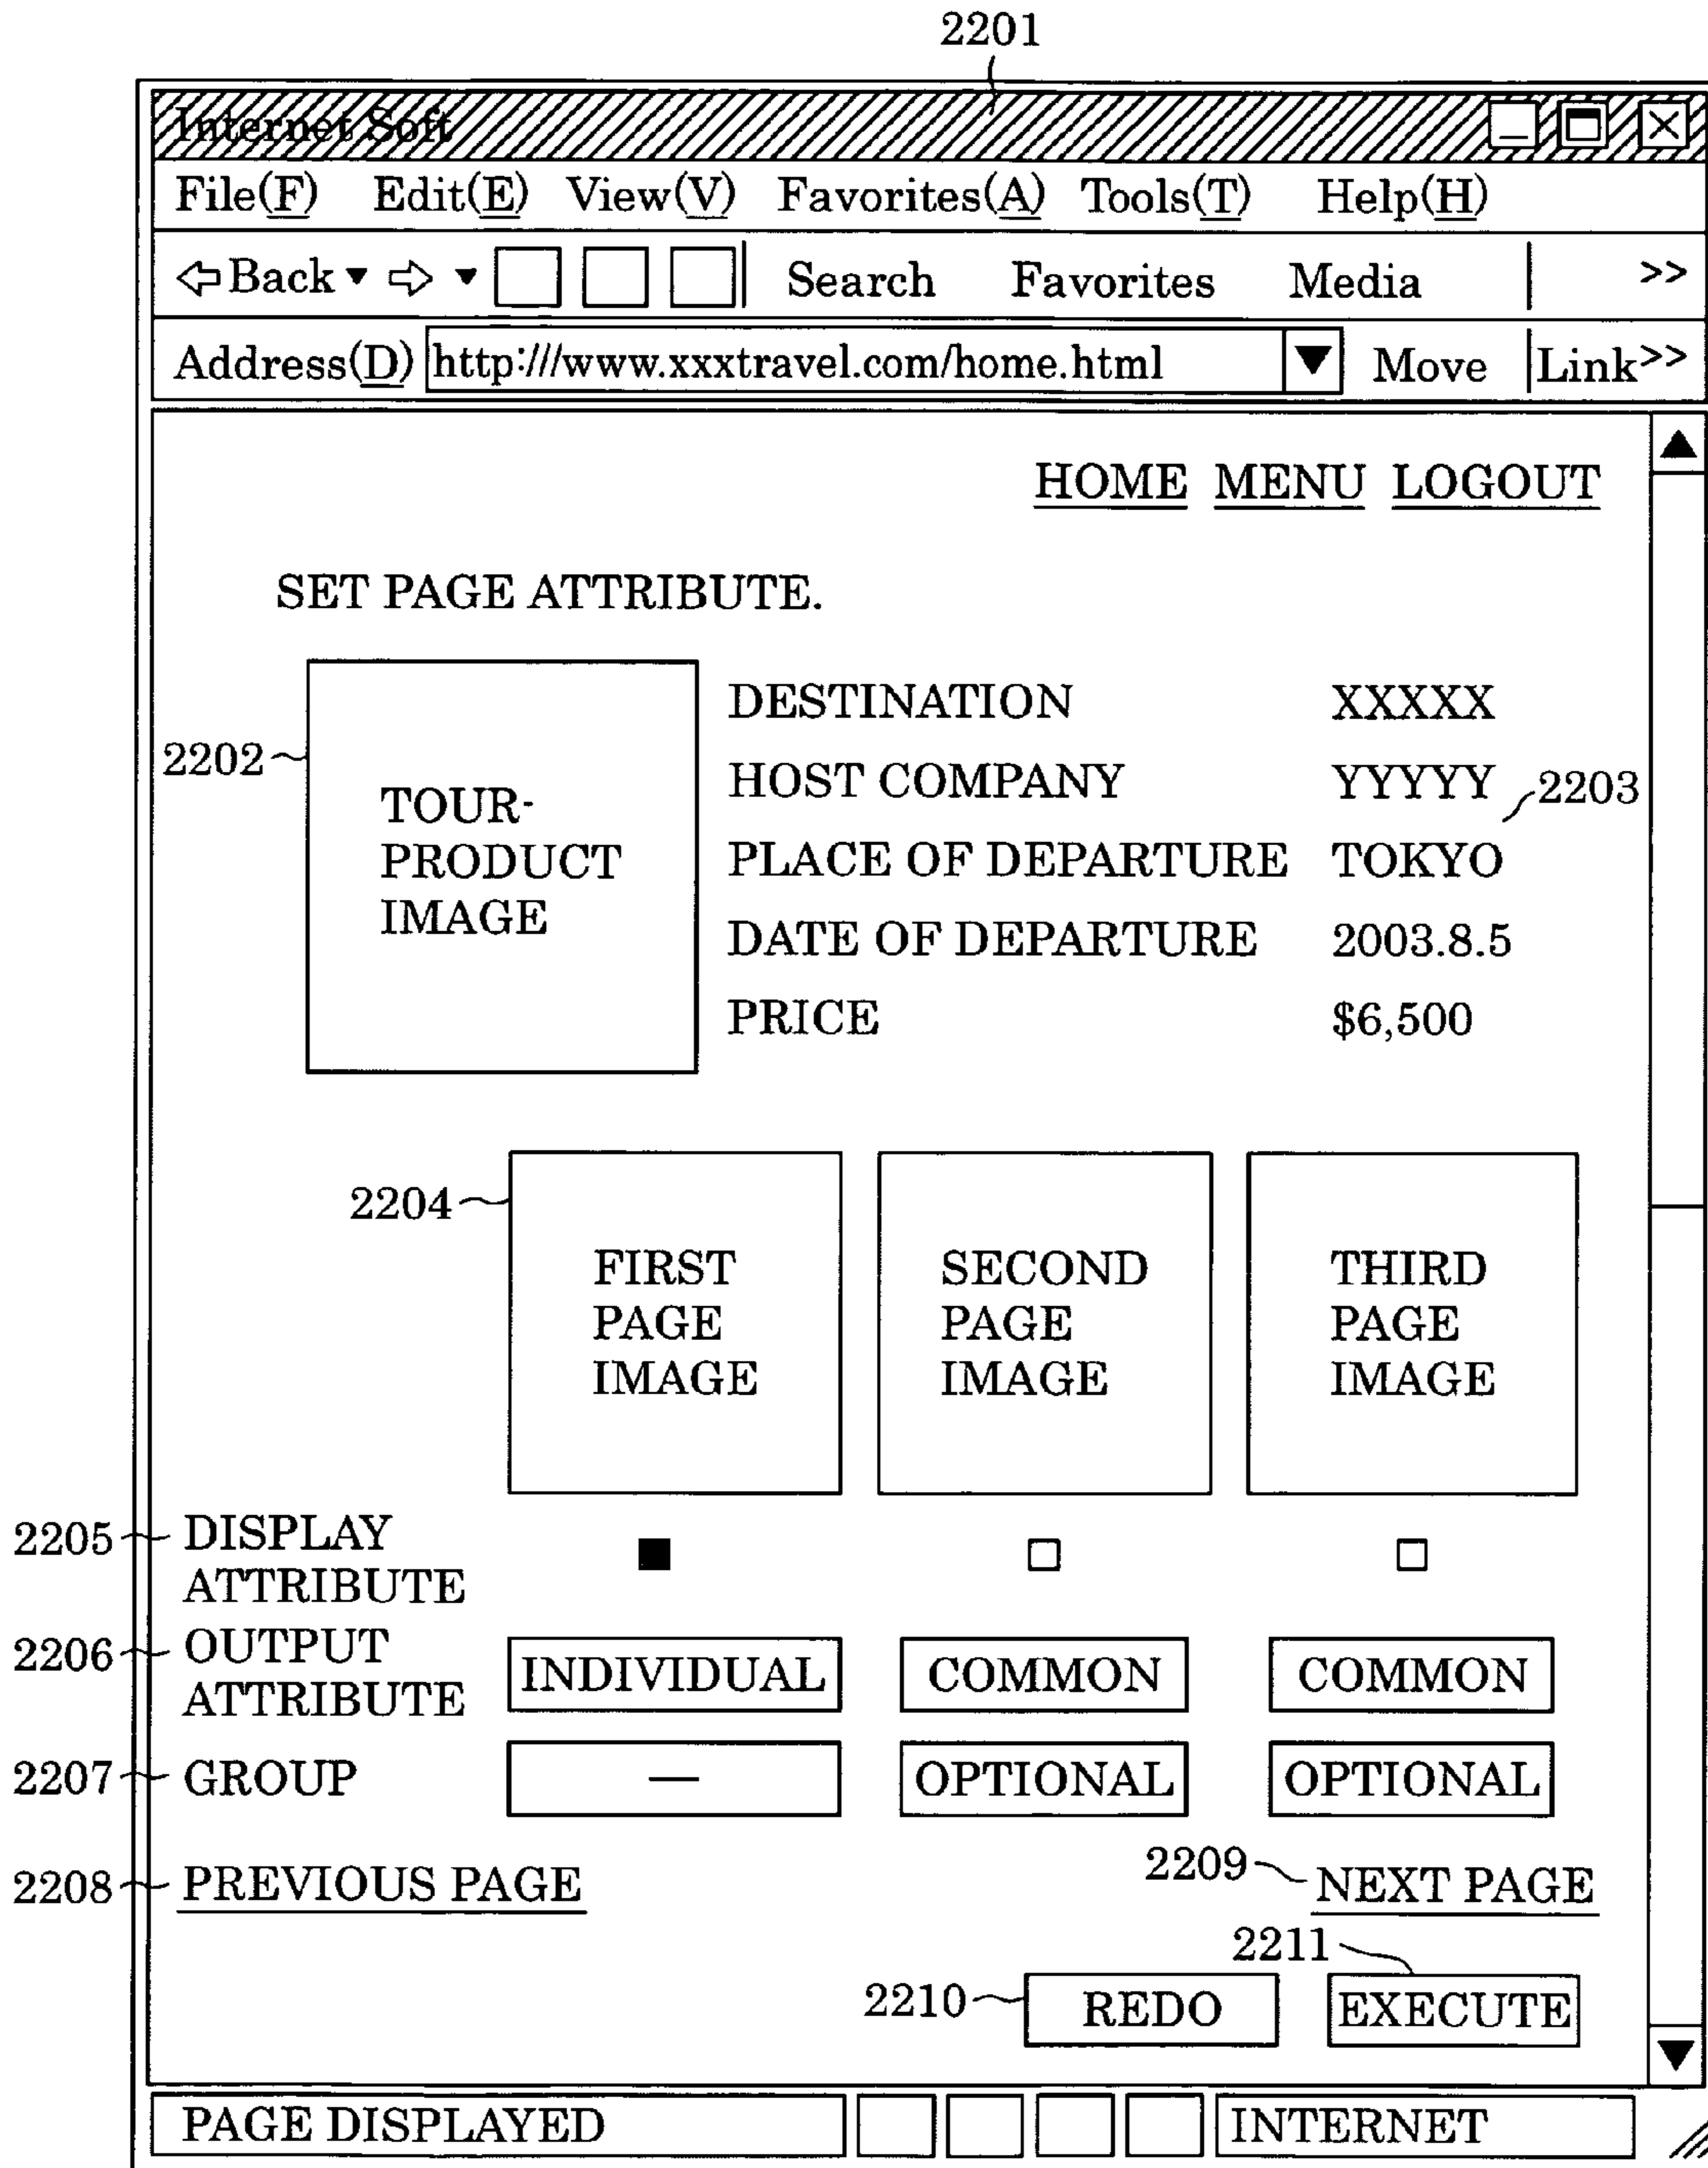 2201
Internet Soft
File(F) Edit(E) View(V) Favorites(A) Tools(T) Help(H)
Back Search Favorites Media >>
Address(D) http:///www.xxxtravel.com/home.html Move Link>>
HOME MENU LOGOUT
SET PAGE ATTRIBUTE.
2202
TOUR-
PRODUCT
IMAGE
DESTINATION XXXXX
HOST COMPANY YYYYY
2203
PLACE OF DEPARTURE TOKYO
DATE OF DEPARTURE 2003.8.5
PRICE $6,500
2204
FIRST
PAGE
IMAGE
SECOND
PAGE
IMAGE
THIRD
PAGE
IMAGE
2205 DISPLAY
ATTRIBUTE
2206 OUTPUT
ATTRIBUTE
INDIVIDUAL COMMON COMMON
2207 GROUP — OPTIONAL OPTIONAL
2208 PREVIOUS PAGE 2209 NEXT PAGE
2211
2210 REDO EXECUTE
PAGE DISPLAYED INTERNET